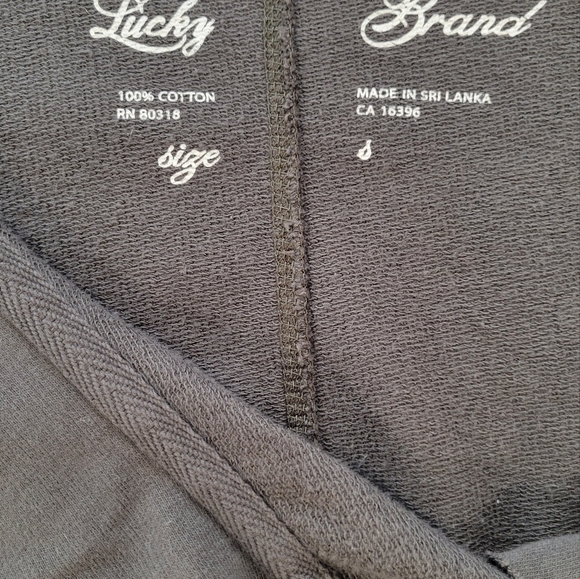 Lucky Brand
100% COTTON
RN 80318
MADE IN SRI LANKA
CA 16396
size s